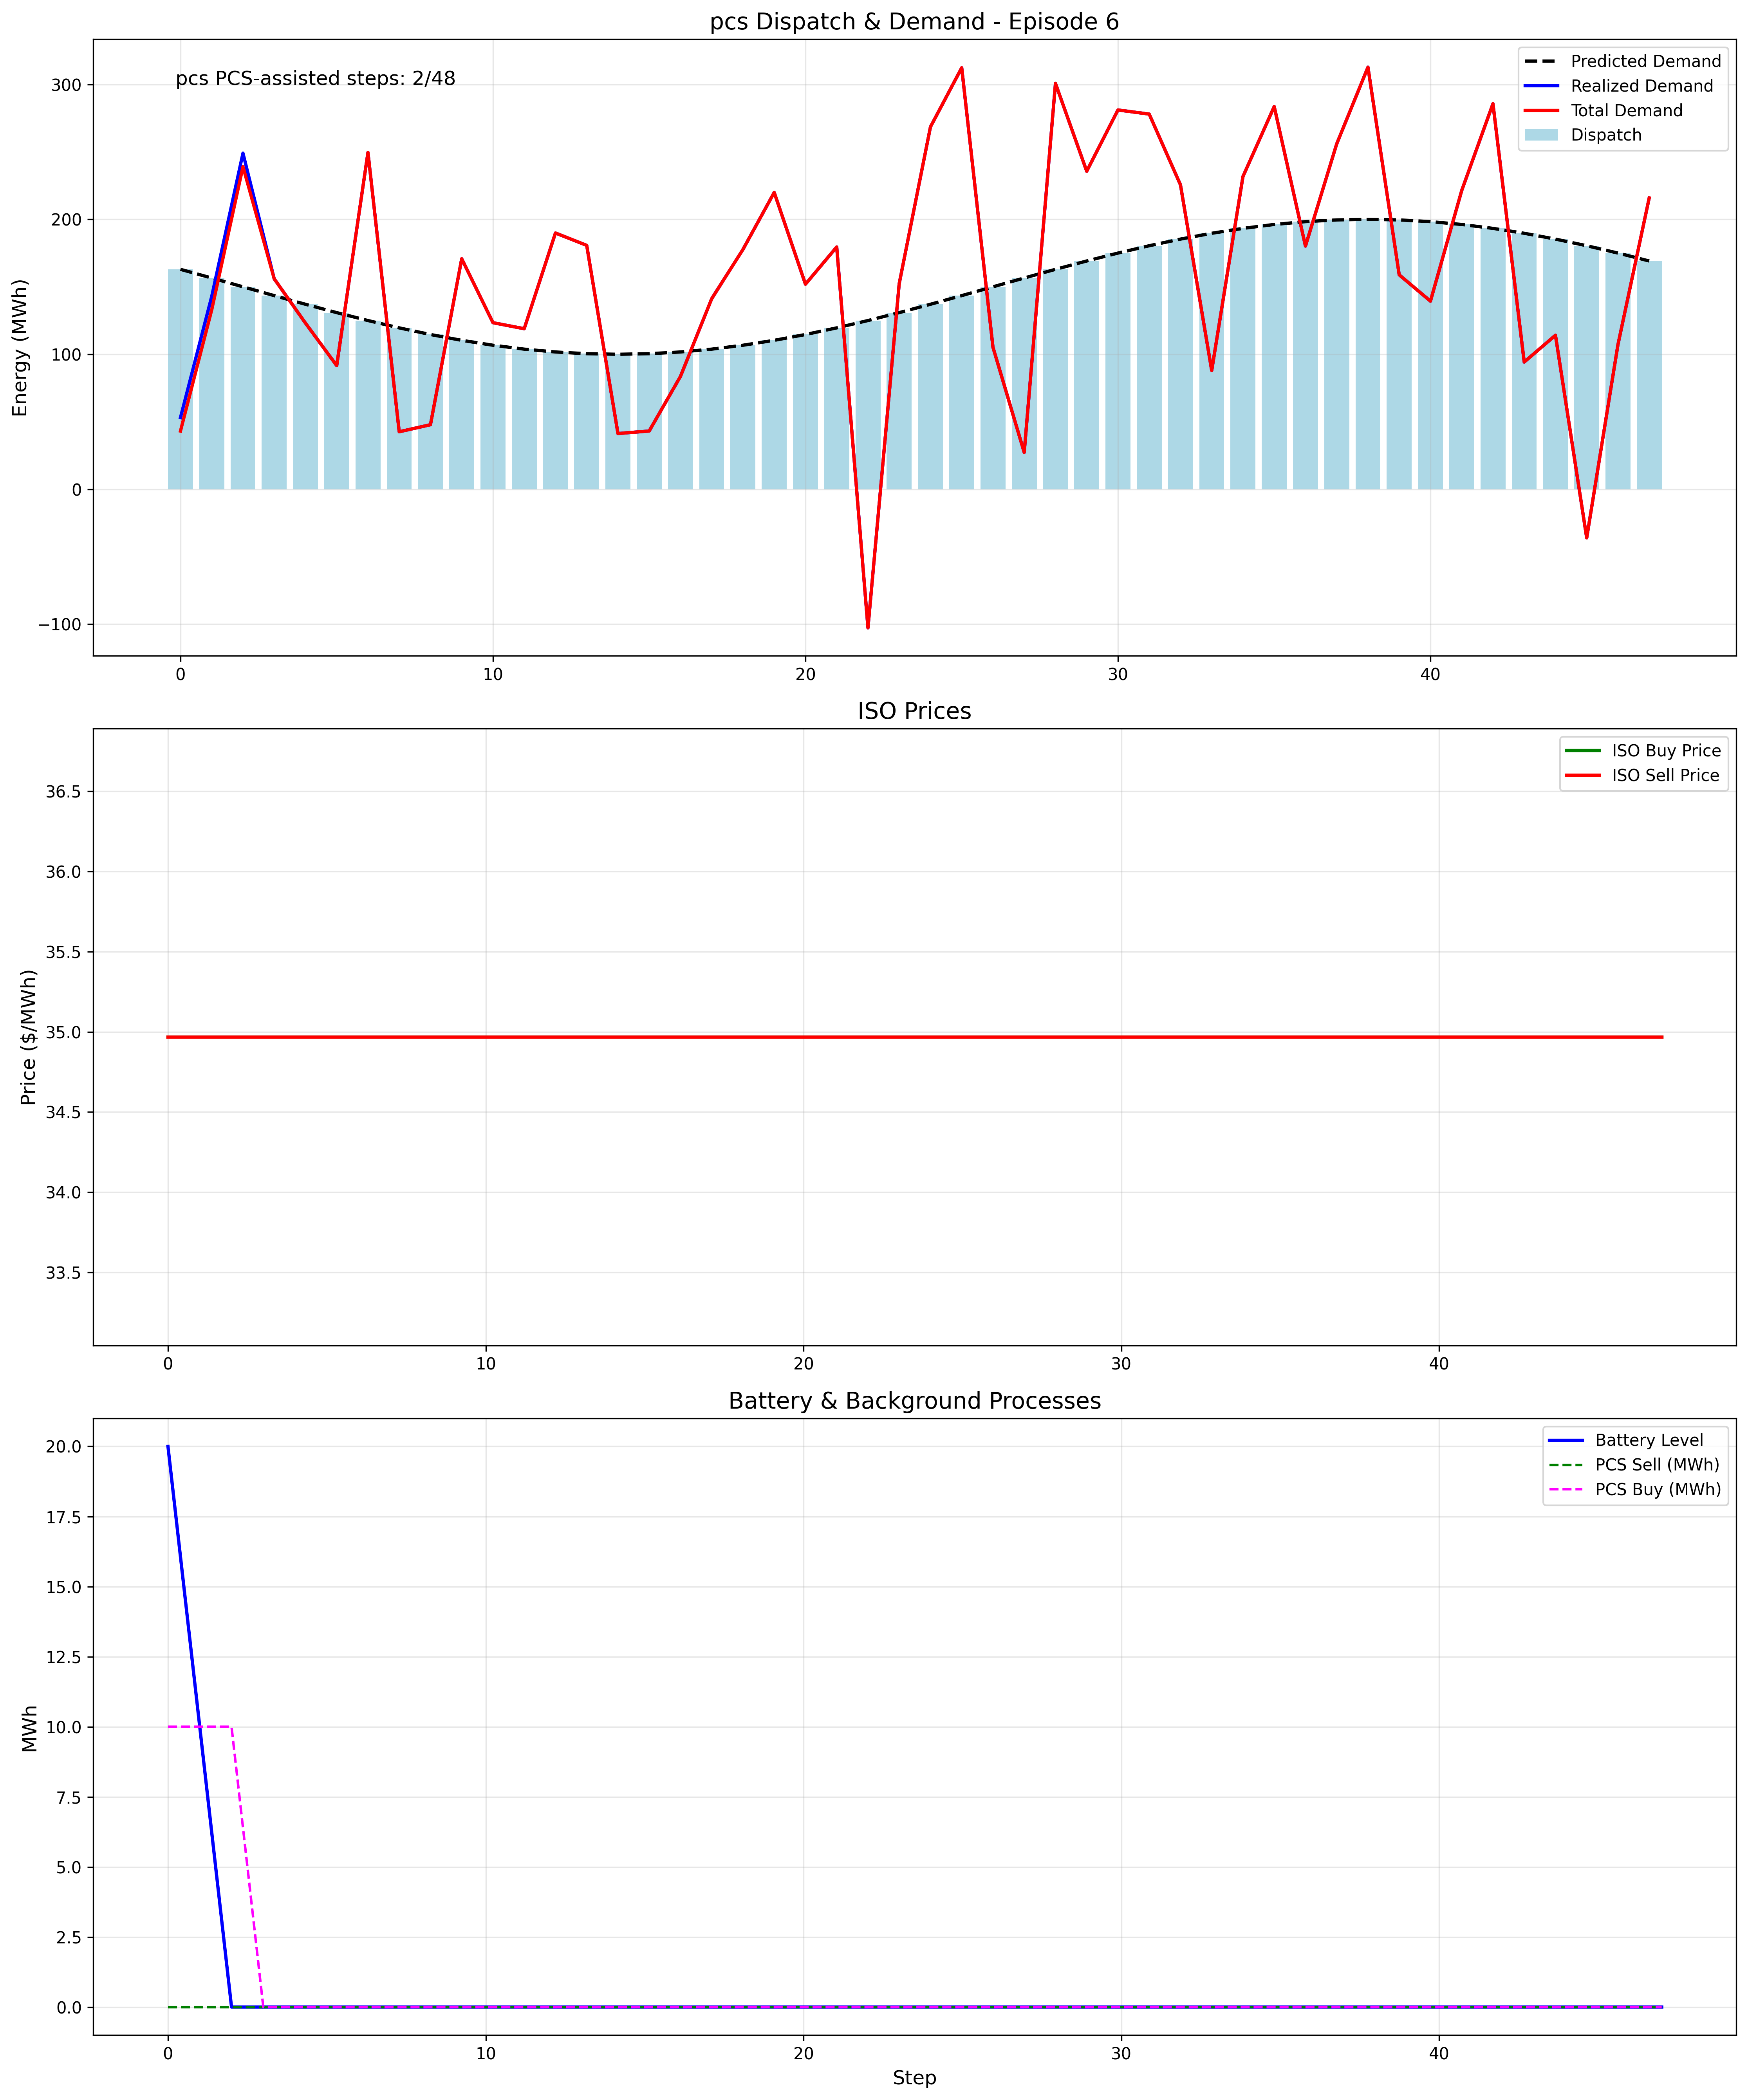 pcs Dispatch & Demand - Episode 6
pcs PCS-assisted steps: 2/48
Predicted Demand
Realized Demand
Total Demand
Dispatch
Energy (MWh)
300
200
100
0
−100
0 10 20 30 40
ISO Prices
ISO Buy Price
ISO Sell Price
Price ($/MWh)
36.5
36.0
35.5
35.0
34.5
34.0
33.5
0 10 20 30 40
Battery & Background Processes
Battery Level
PCS Sell (MWh)
PCS Buy (MWh)
MWh
20.0
17.5
15.0
12.5
10.0
7.5
5.0
2.5
0.0
0 10 20 30 40
Step